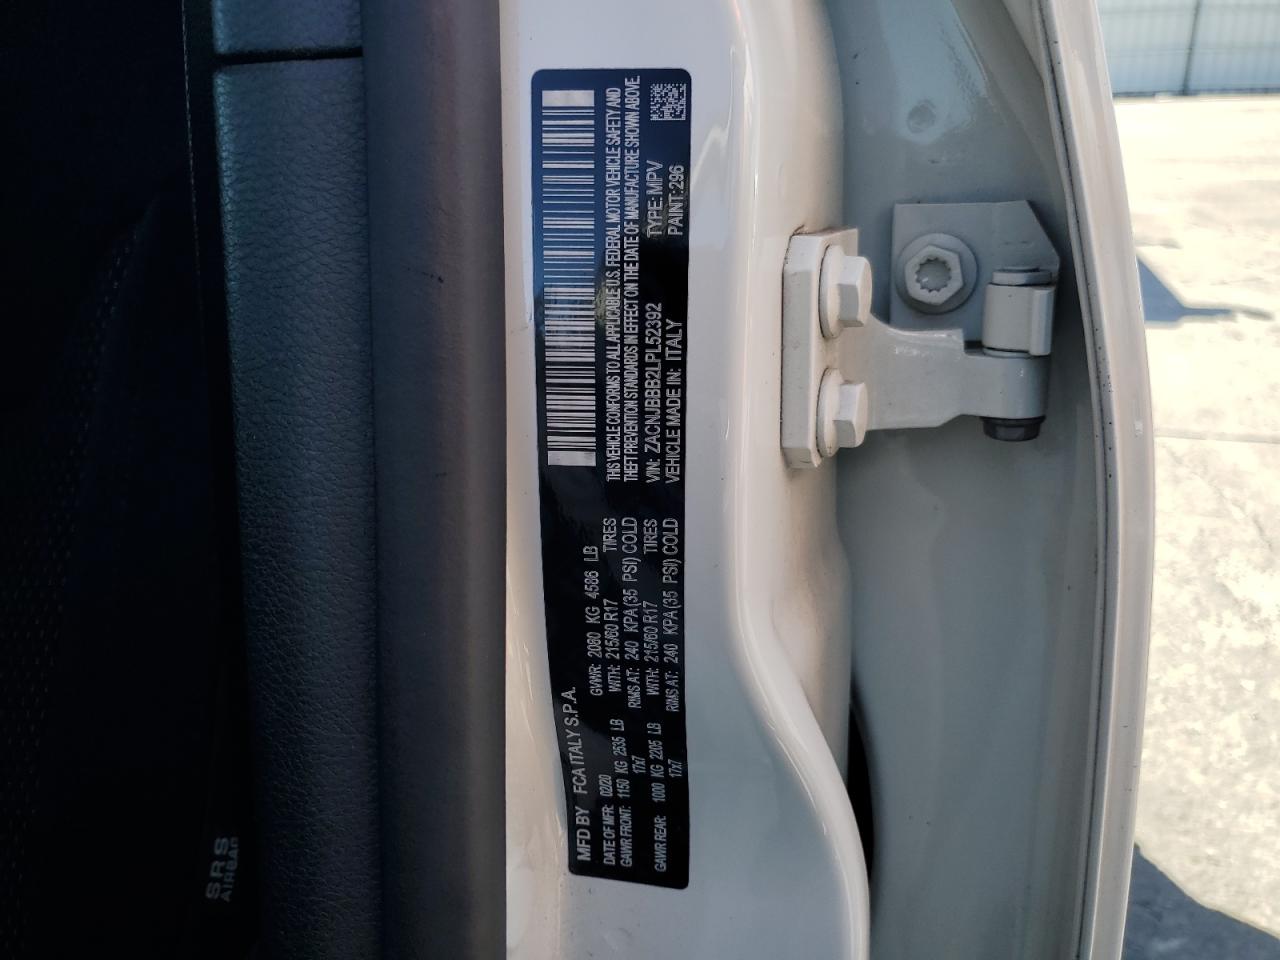 MFD BY FCA ITALY S.P.A.
DATE OF MFR: 02/20 GVWR: 2080 KG 4586 LB
GAWR FRONT: 1150 KG 2535 LB WITH: 215/60 R17 TIRES
17x7 RIMS AT: 240 KPA (35 PSI) COLD
GAWR REAR: 1000 KG 2205 LB WITH: 215/60 R17 TIRES
17x7 RIMS AT: 240 KPA (35 PSI) COLD
THIS VEHICLE CONFORMS TO ALL APPLICABLE U.S. FEDERAL MOTOR VEHICLE SAFETY AND
THEFT PREVENTION STANDARDS IN EFFECT ON THE DATE OF MANUFACTURE SHOWN ABOVE.
VIN: ZACNJBBB2LPL52392 TYPE: MPV
VEHICLE MADE IN: ITALY PAINT: 296
SRS
AIRBAG